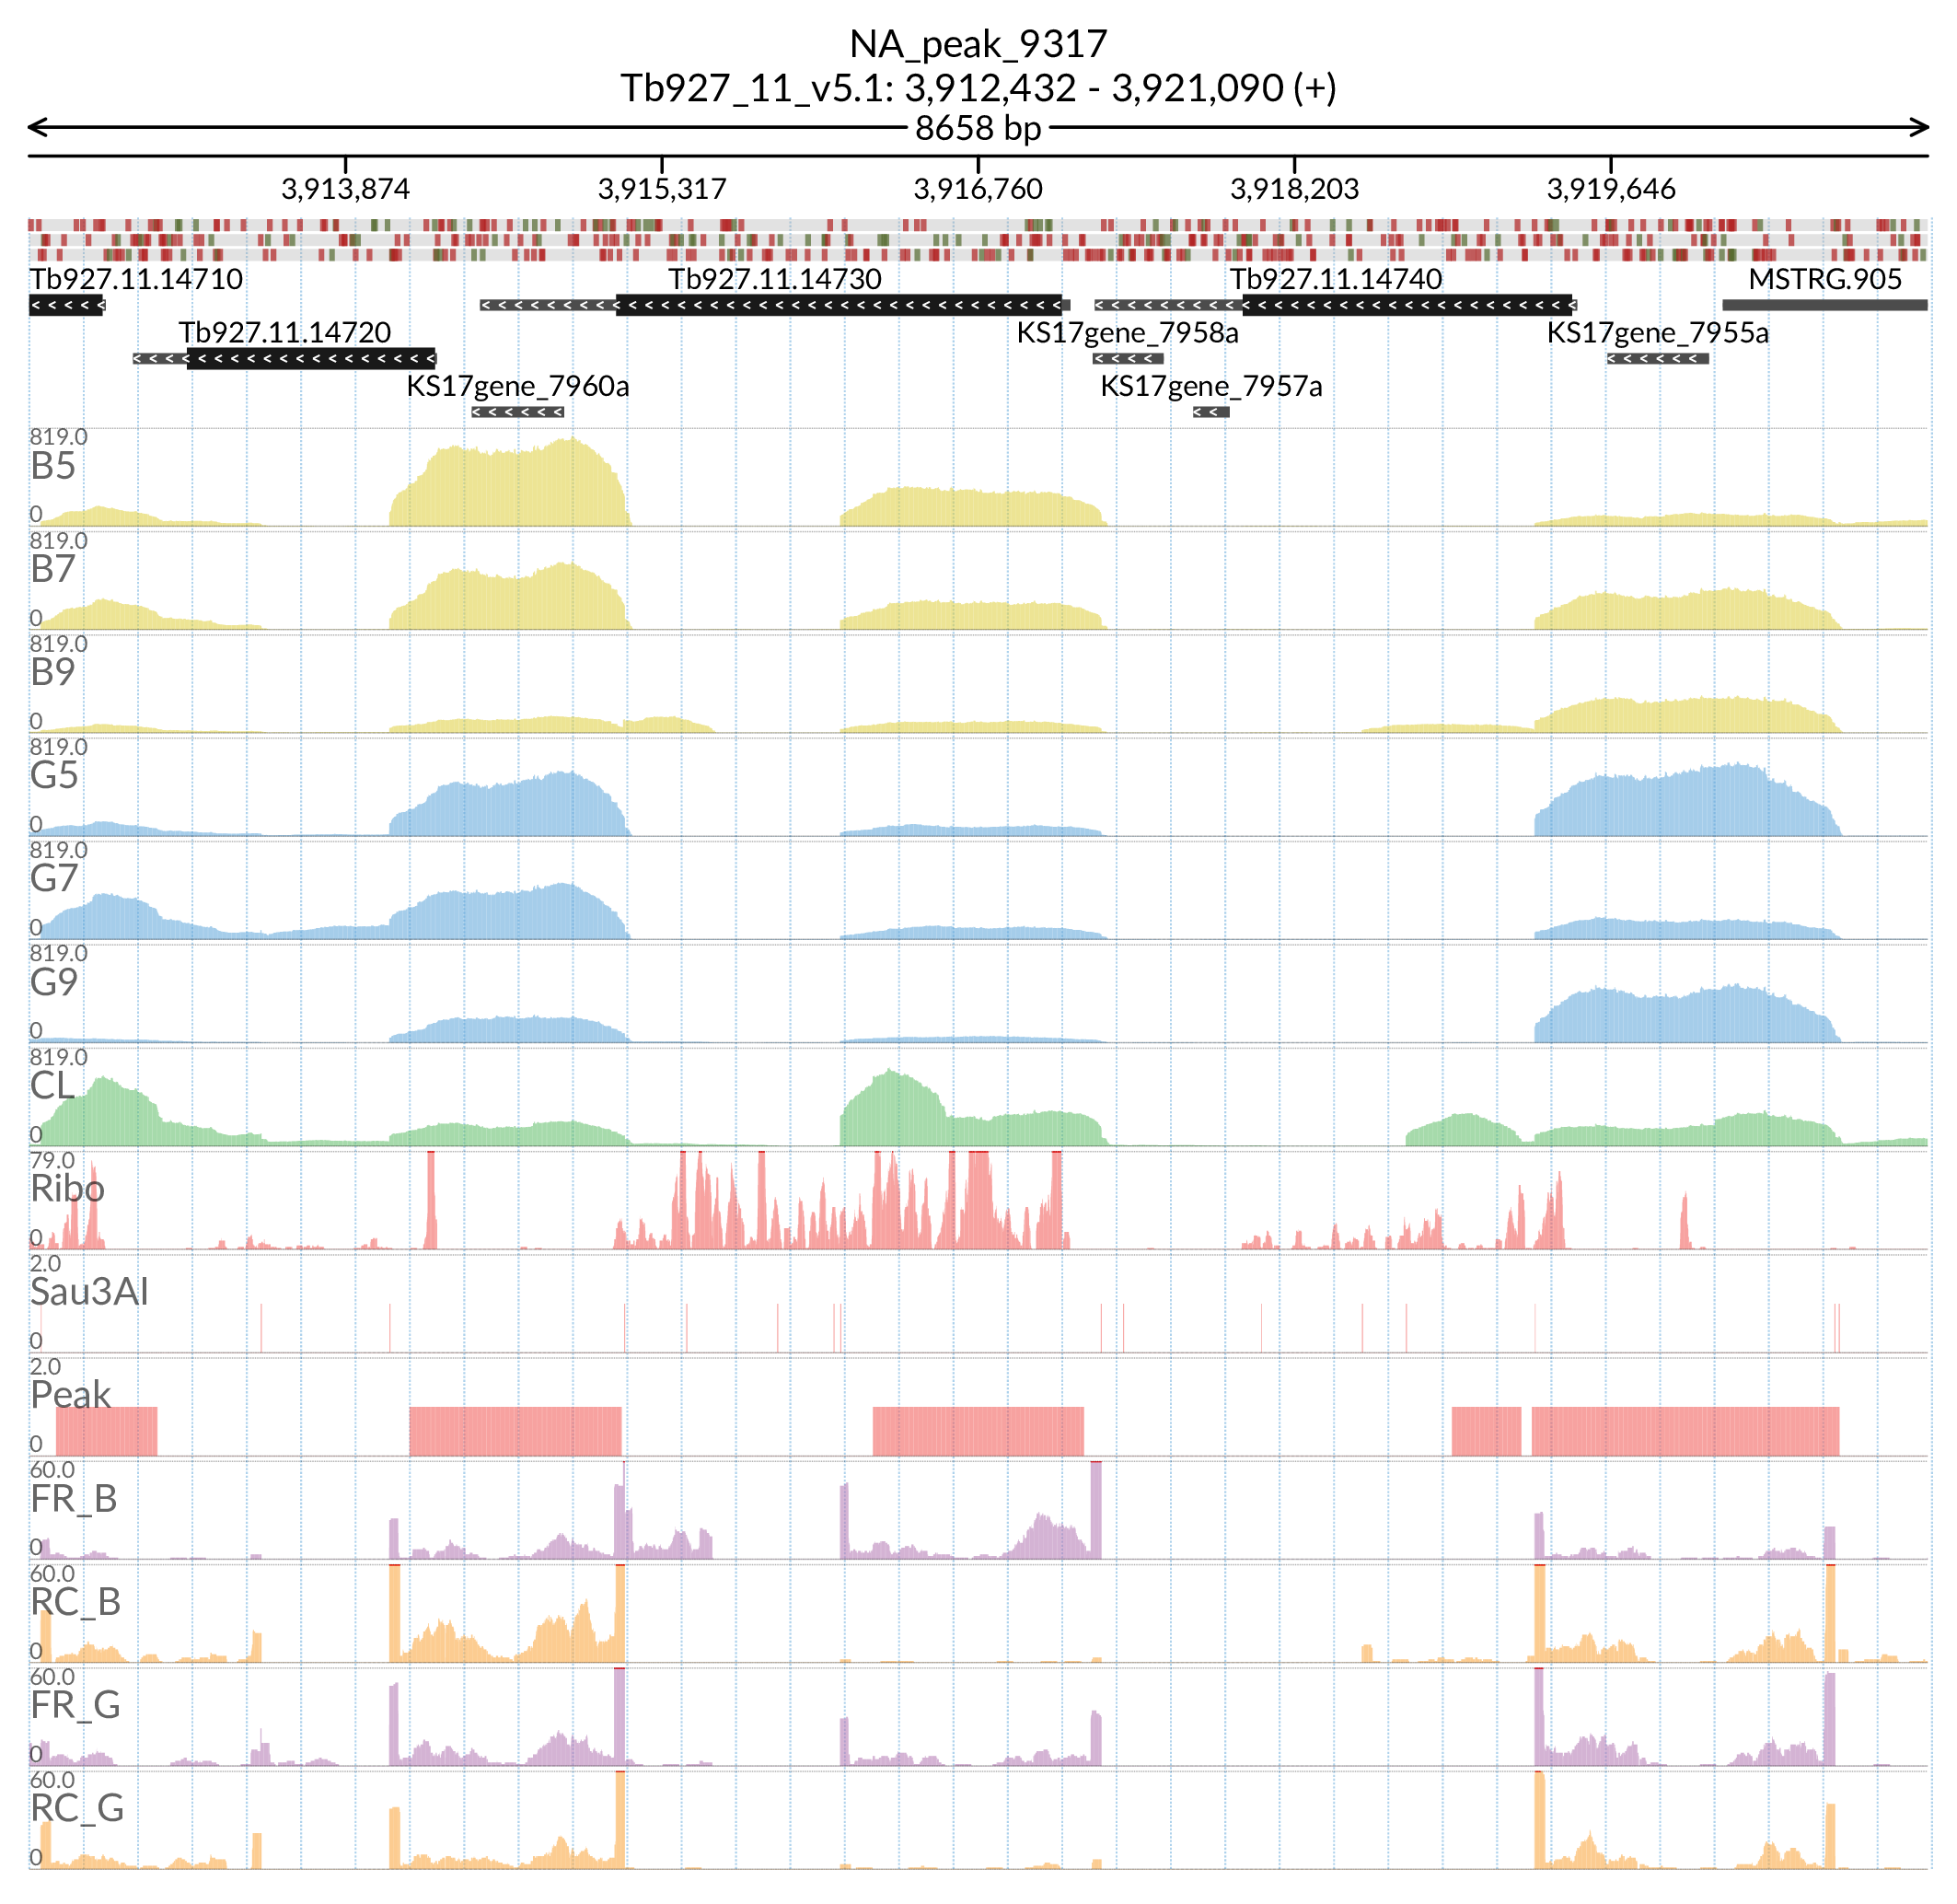 NA_peak_9317
Tb927_11_v5.1: 3,912,432 - 3,921,090 (+)
8658 bp
3,913,874 3,915,317 3,916,760 3,918,203 3,919,646
Tb927.11.14710 Tb927.11.14730 Tb927.11.14740 MSTRG.905
Tb927.11.14720 KS17gene_7958a KS17gene_7955a
KS17gene_7960a KS17gene_7957a
819.0
B5
0
819.0
B7
0
819.0
B9
0
819.0
G5
0
819.0
G7
0
819.0
G9
0
819.0
CL
0
79.0
Ribo
0
2.0
Sau3AI
0
2.0
Peak
0
60.0
FR_B
0
60.0
RC_B
0
60.0
FR_G
0
60.0
RC_G
0